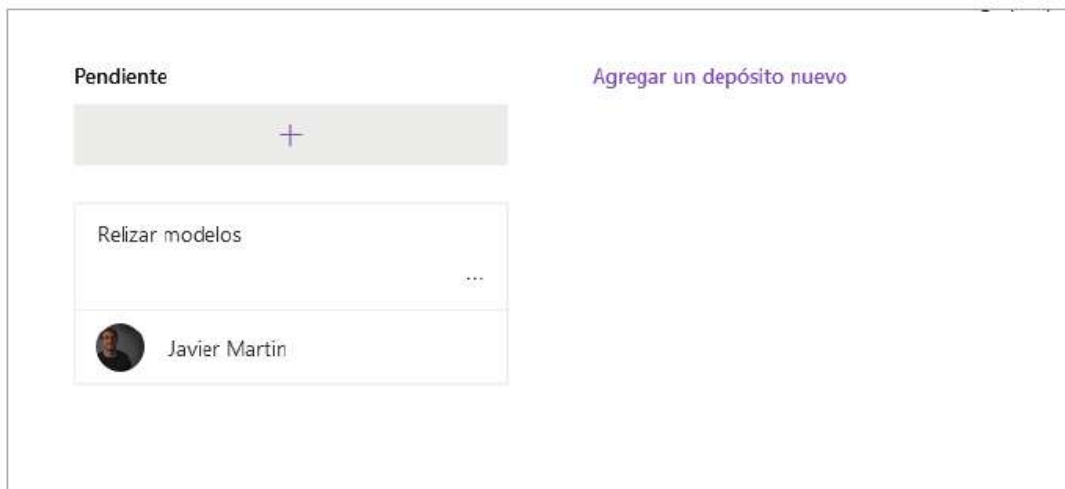 Pendiente
Agregar un depósito nuevo
+
Relizar modelos
...
Javier Martin